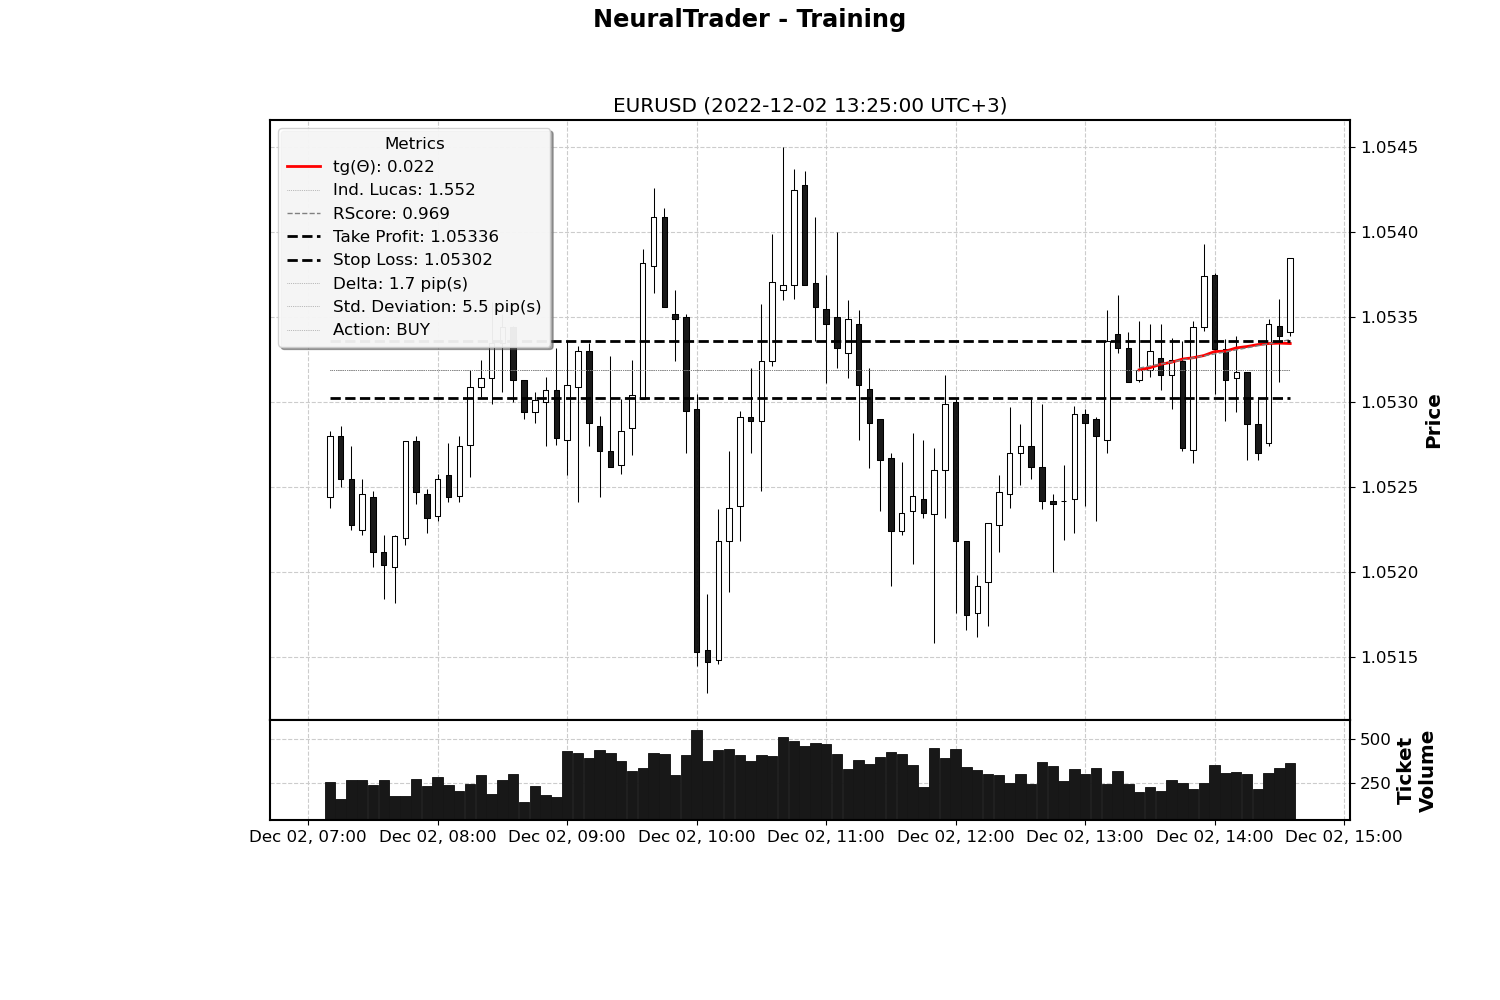 NeuralTrader - Training
EURUSD (2022-12-02 13:25:00 UTC+3)
Metrics
tg(Θ): 0.022
Ind. Lucas: 1.552
RScore: 0.969
Take Profit: 1.05336
Stop Loss: 1.05302
Delta: 1.7 pip(s)
Std. Deviation: 5.5 pip(s)
Action: BUY
1.0545
1.0540
1.0535
1.0530
1.0525
1.0520
1.0515
Price
500
250
Ticket
Volume
Dec 02, 07:00 Dec 02, 08:00 Dec 02, 09:00 Dec 02, 10:00 Dec 02, 11:00 Dec 02, 12:00 Dec 02, 13:00 Dec 02, 14:00 Dec 02, 15:00